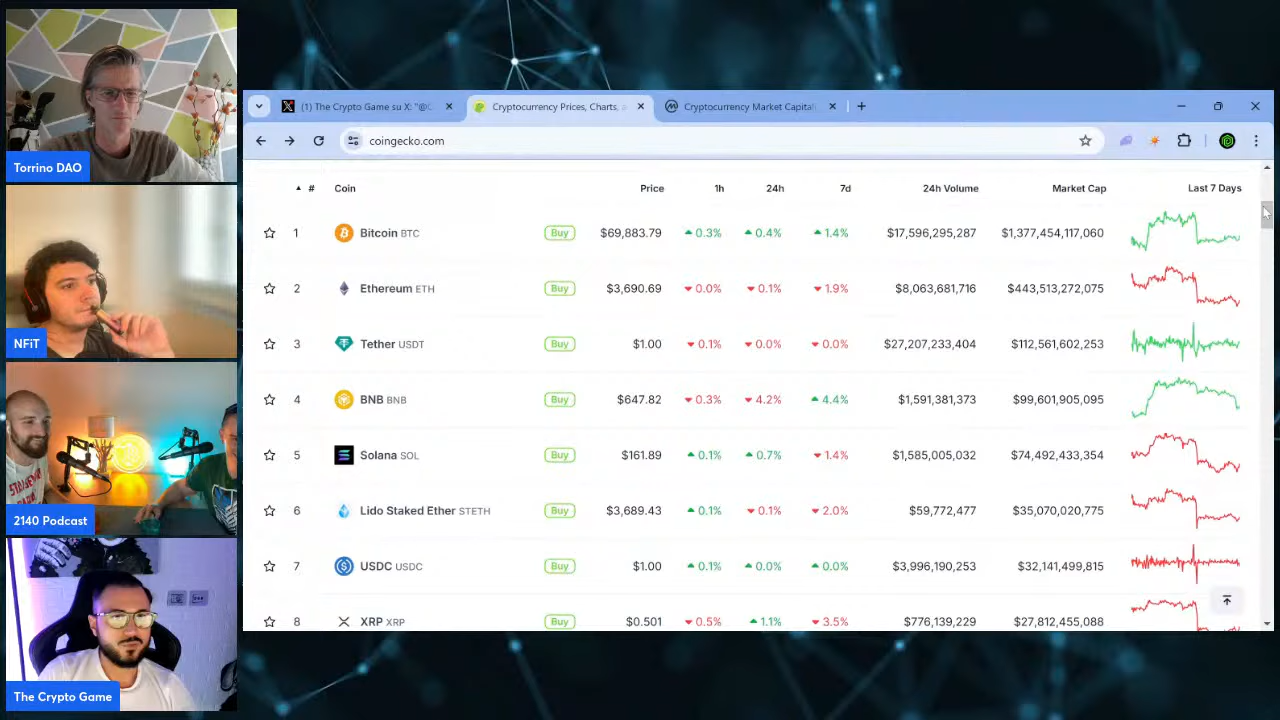 Torrino DAO
NFiT
2140 Podcast
The Crypto Game
(1) The Crypto Game su X: "@C
Cryptocurrency Prices, Charts, a
Cryptocurrency Market Capital
coingecko.com
# Coin Price 1h 24h 7d 24h Volume Market Cap Last 7 Days
1 Bitcoin BTC Buy $69,883.79 0.3% 0.4% 1.4% $17,596,295,287 $1,377,454,117,060
2 Ethereum ETH Buy $3,690.69 0.0% 0.1% 1.9% $8,063,681,716 $443,513,272,075
3 Tether USDT Buy $1.00 0.1% 0.0% 0.0% $27,207,233,404 $112,561,602,253
4 BNB BNB Buy $647.82 0.3% 4.2% 4.4% $1,591,381,373 $99,601,905,095
5 Solana SOL Buy $161.89 0.1% 0.7% 1.4% $1,585,005,032 $74,492,433,354
6 Lido Staked Ether STETH Buy $3,689.43 0.1% 0.1% 2.0% $59,772,477 $35,070,020,775
7 USDC USDC Buy $1.00 0.1% 0.0% 0.0% $3,996,190,253 $32,141,499,815
8 XRP XRP Buy $0.501 0.5% 1.1% 3.5% $776,139,229 $27,812,455,088